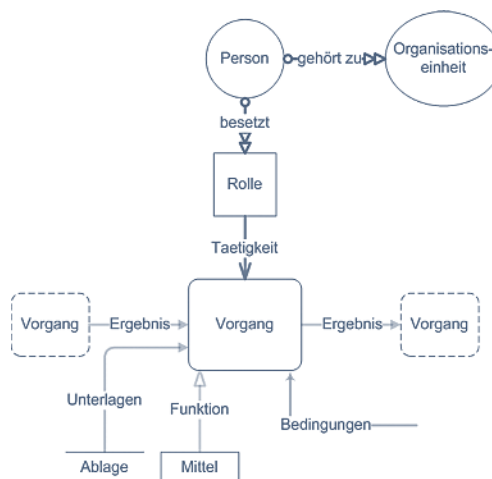 Person
gehört zu
Organisations-
einheit
besetzt
Rolle
Taetigkeit
Vorgang
Ergebnis
Vorgang
Ergebnis
Vorgang
Unterlagen
Funktion
Bedingungen
Ablage
Mittel